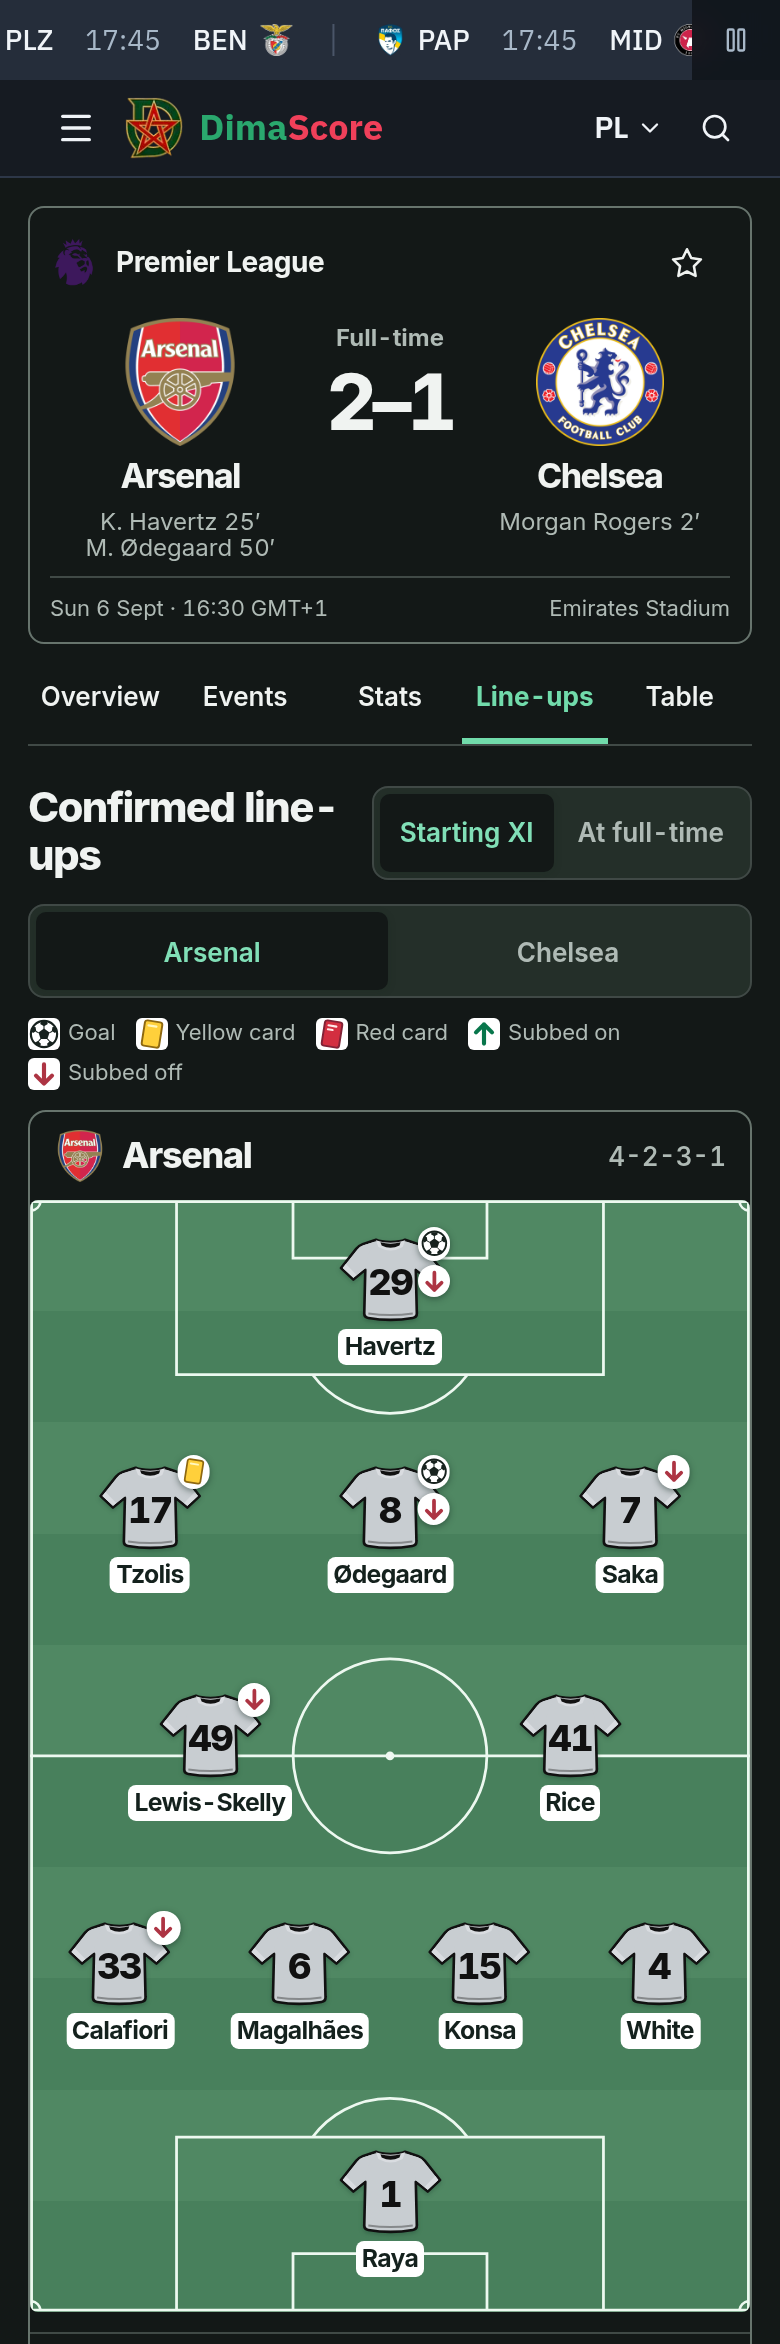 PLZ 17:45 BEN PAP 17:45 MID
DimaScore PL
Premier League
Arsenal
CHELSEA
FOOTBALL CLUB
Full-time
2–1
Arsenal Chelsea
K. Havertz 25′ Morgan Rogers 2′
M. Ødegaard 50′
Sun 6 Sept · 16:30 GMT+1 Emirates Stadium
Overview Events Stats Line-ups Table
Confirmed line-
ups
Starting XI At full-time
Arsenal Chelsea
Goal Yellow card Red card Subbed on
Subbed off
Arsenal
Arsenal 4-2-3-1
29
Havertz
17 8 7
Tzolis Ødegaard Saka
49 41
Lewis-Skelly Rice
33 6 15 4
Calafiori Magalhães Konsa White
1
Raya